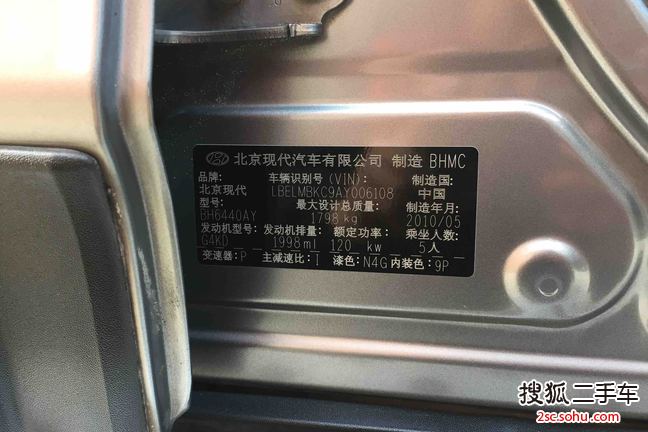 北京现代汽车有限公司 制造 BHMC
品牌: 车辆识别号(VIN): 制造国:
北京现代 LBELMBKC9AY006108 中国
型号: 最大设计总质量: 制造年月:
BH6440AY 1798 kg 2010/05
发动机型号: 发动机排量: 额定功率: 乘坐人数:
G4KD 1998ml 120 kw 5人
变速器: P 主减速比: I 漆色: N4G 内装色: 9P
搜狐二手车
2sc.sohu.com